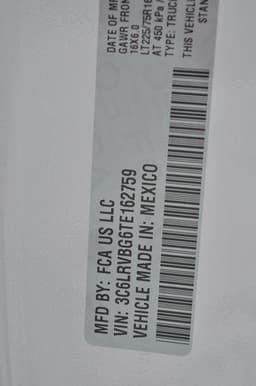 DATE OF MF
GAWR FRON
16X6.0
LT225/75R16
AT 450 kPa /
TYPE: TRUCK
THIS VEHICLE
STAN
MFD BY: FCA US LLC
VIN: 3C6LRVBG6TE162759
VEHICLE MADE IN: MEXICO